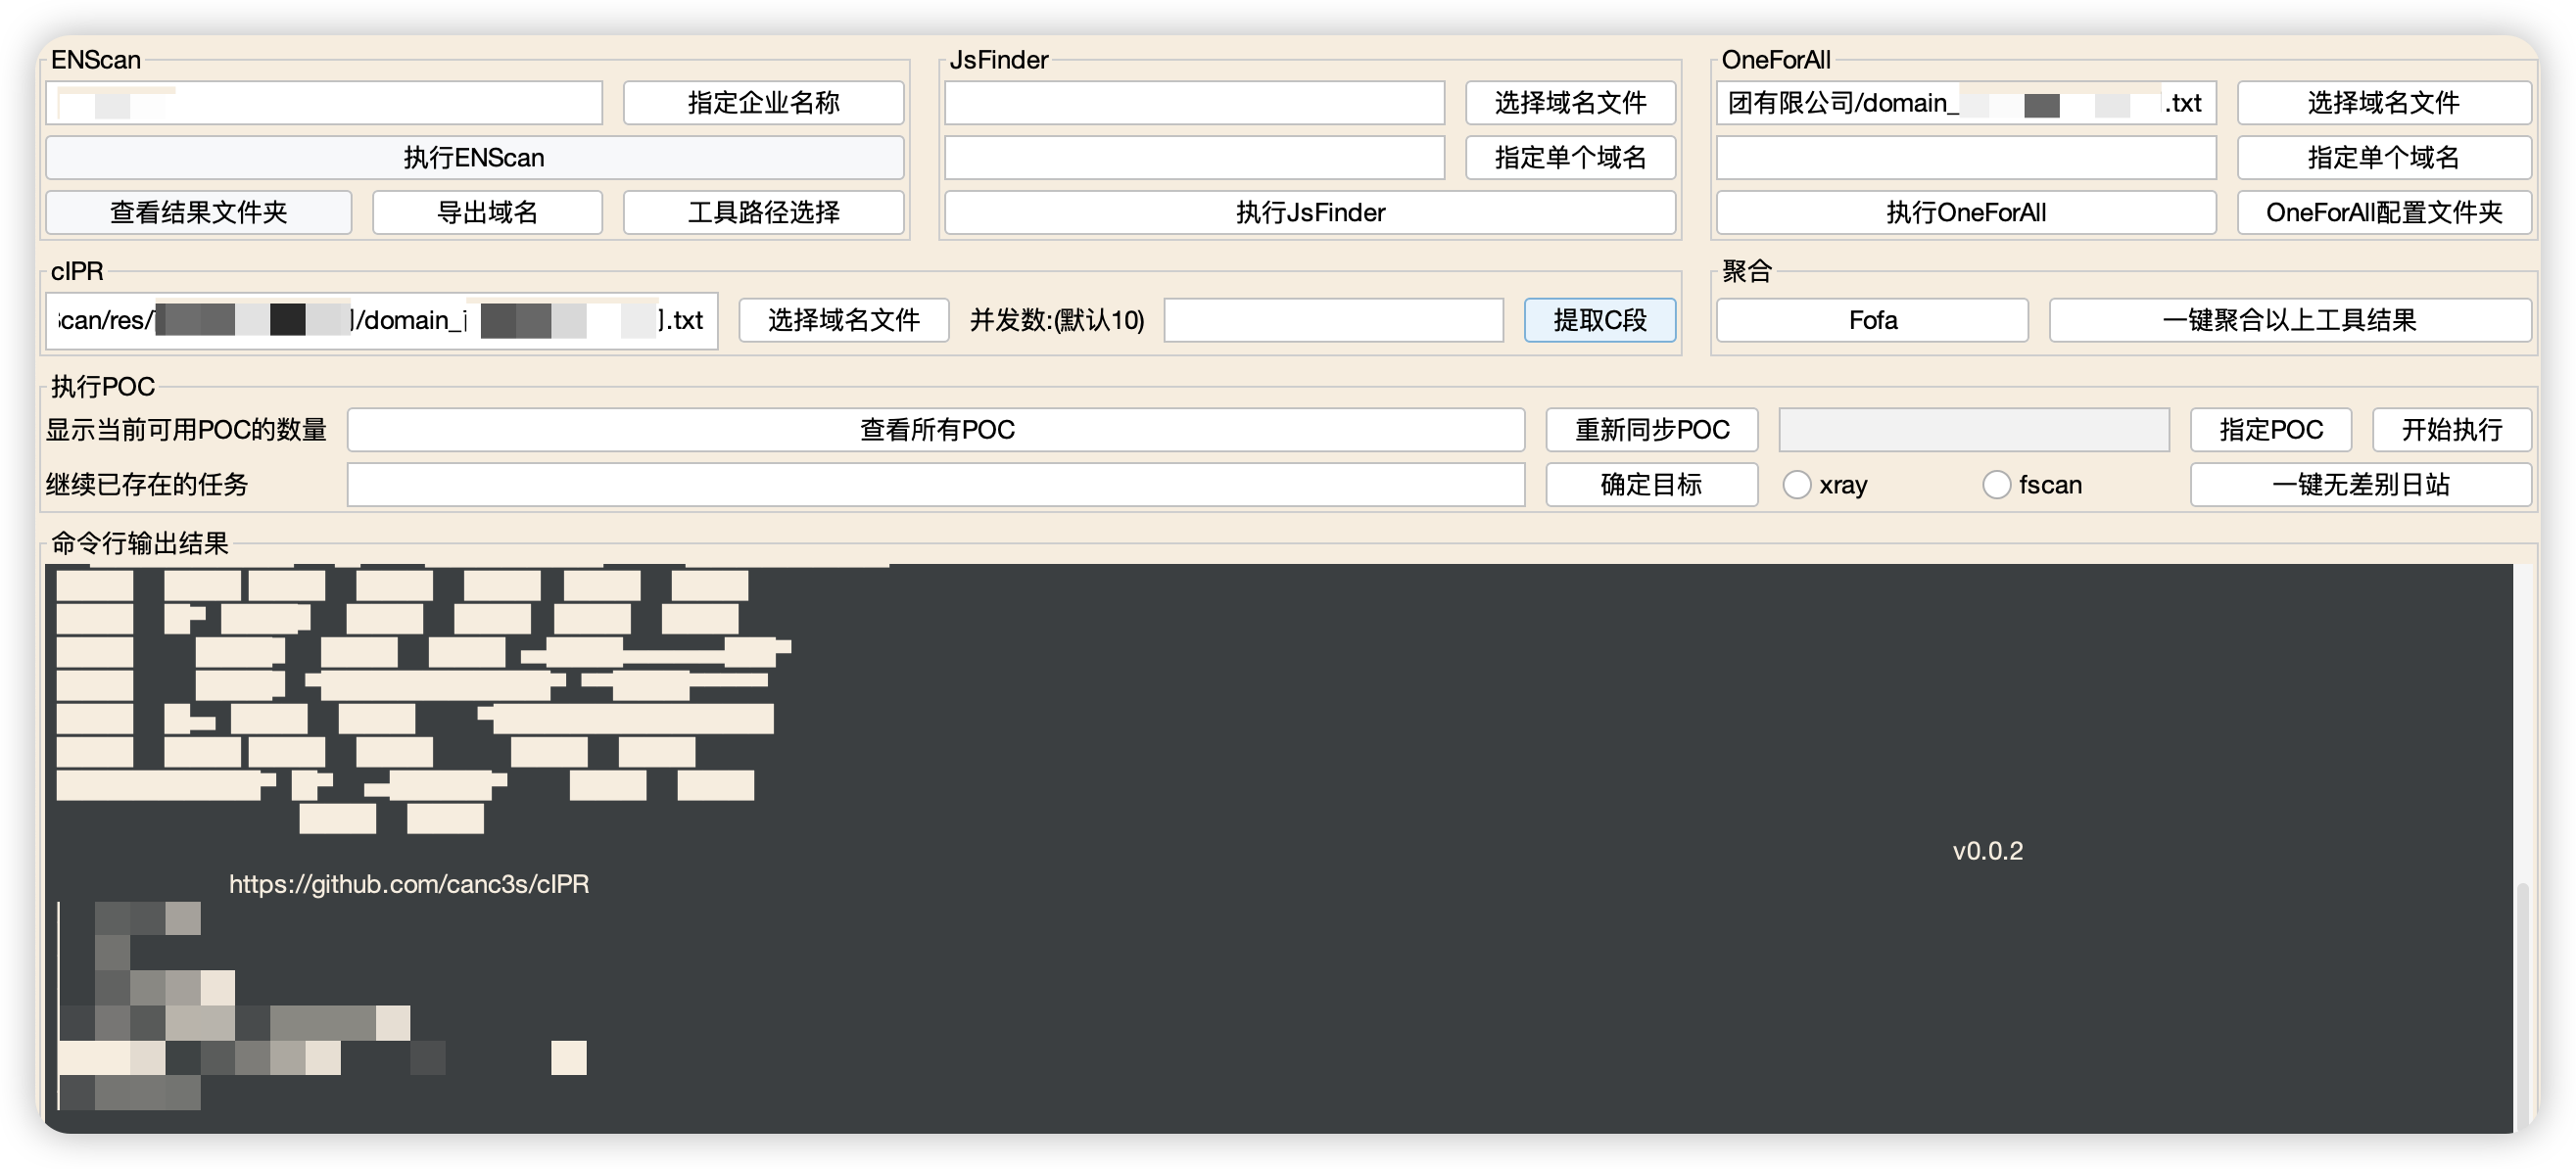 ENScan
指定企业名称
执行ENScan
查看结果文件夹 导出域名 工具路径选择
JsFinder
选择域名文件
指定单个域名
执行JsFinder
OneForAll
团有限公司/domain_ .txt 选择域名文件
指定单个域名
执行OneForAll OneForAll配置文件夹
cIPR
can/res/ /domain_ .txt 选择域名文件 并发数:(默认10) 提取C段
聚合
Fofa 一键聚合以上工具结果
执行POC
显示当前可用POC的数量 查看所有POC 重新同步POC 指定POC 开始执行
继续已存在的任务 确定目标 xray fscan 一键无差别日站
命令行输出结果
v0.0.2
https://github.com/canc3s/cIPR